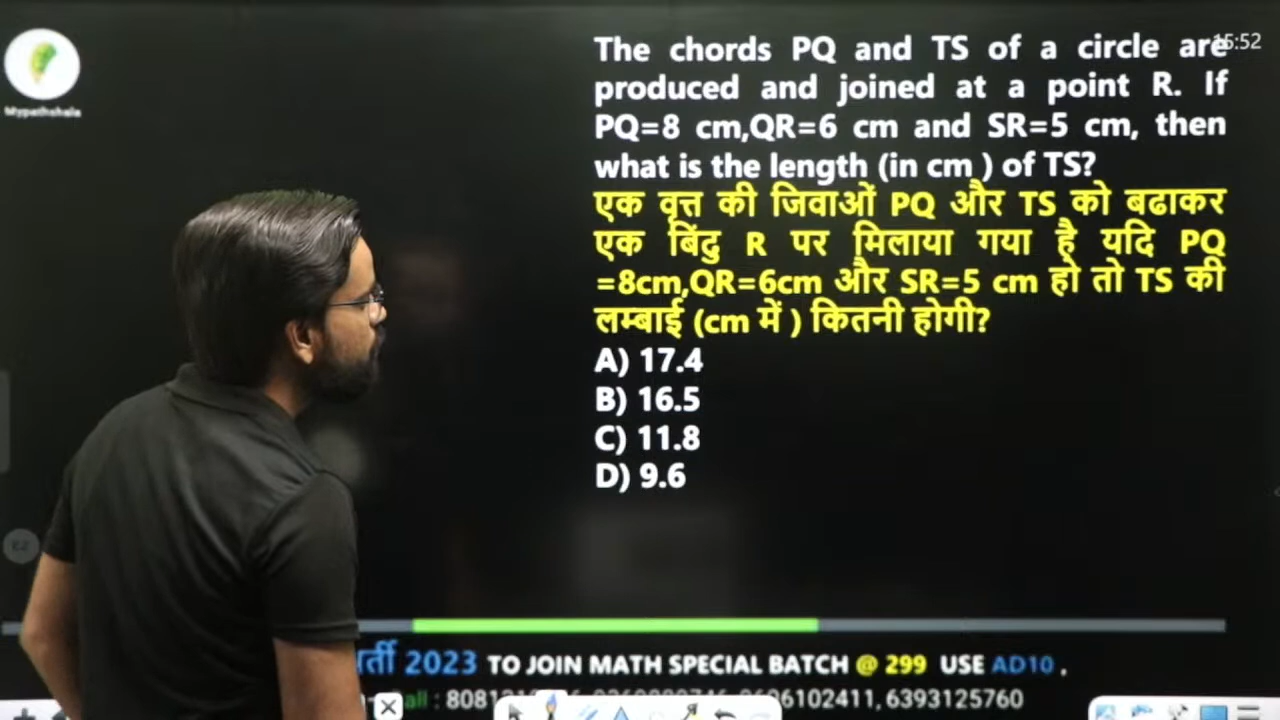 Mypathshala
15:52
The chords PQ and TS of a circle are
produced and joined at a point R. If
PQ=8 cm,QR=6 cm and SR=5 cm, then
what is the length (in cm ) of TS?
एक वृत्त की जिवाओं PQ और TS को बढाकर
एक बिंदु R पर मिलाया गया है यदि PQ
=8cm,QR=6cm और SR=5 cm हो तो TS की
लम्बाई (cm में ) कितनी होगी?
A) 17.4
B) 16.5
C) 11.8
D) 9.6
2023 TO JOIN MATH SPECIAL BATCH @ 299 USE AD10 .
6393125760